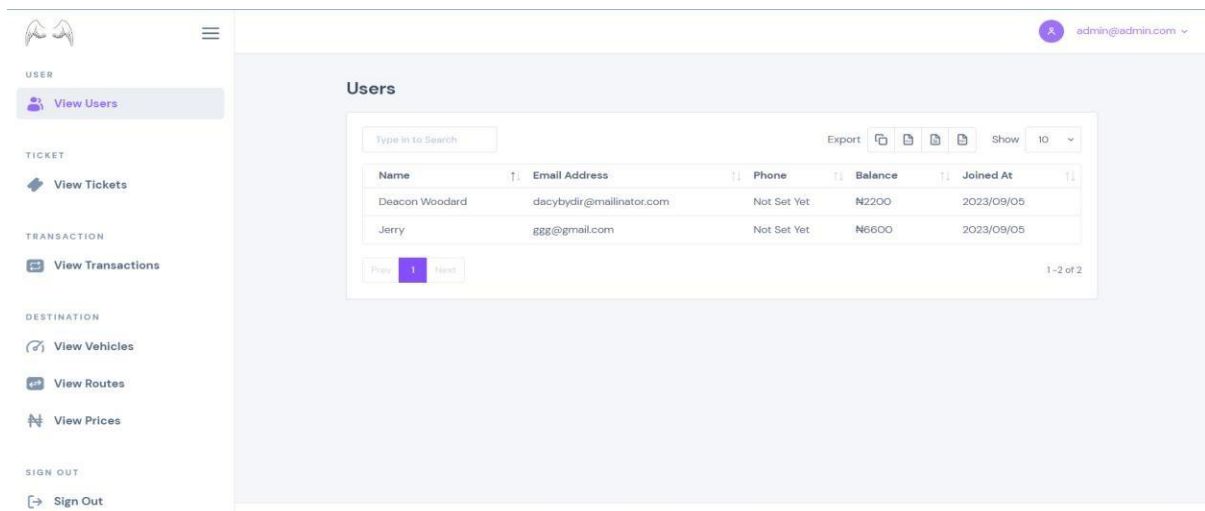 admin@admin.com
USER
View Users
TICKET
View Tickets
TRANSACTION
View Transactions
DESTINATION
View Vehicles
View Routes
View Prices
SIGN OUT
Sign Out
Users
Type in to Search
Export Show 10
Name Email Address Phone Balance Joined At
Deacon Woodard dacybydir@mailinator.com Not Set Yet ₦2200 2023/09/05
Jerry ggg@gmail.com Not Set Yet ₦6600 2023/09/05
Prev 1 Next 1-2 of 2